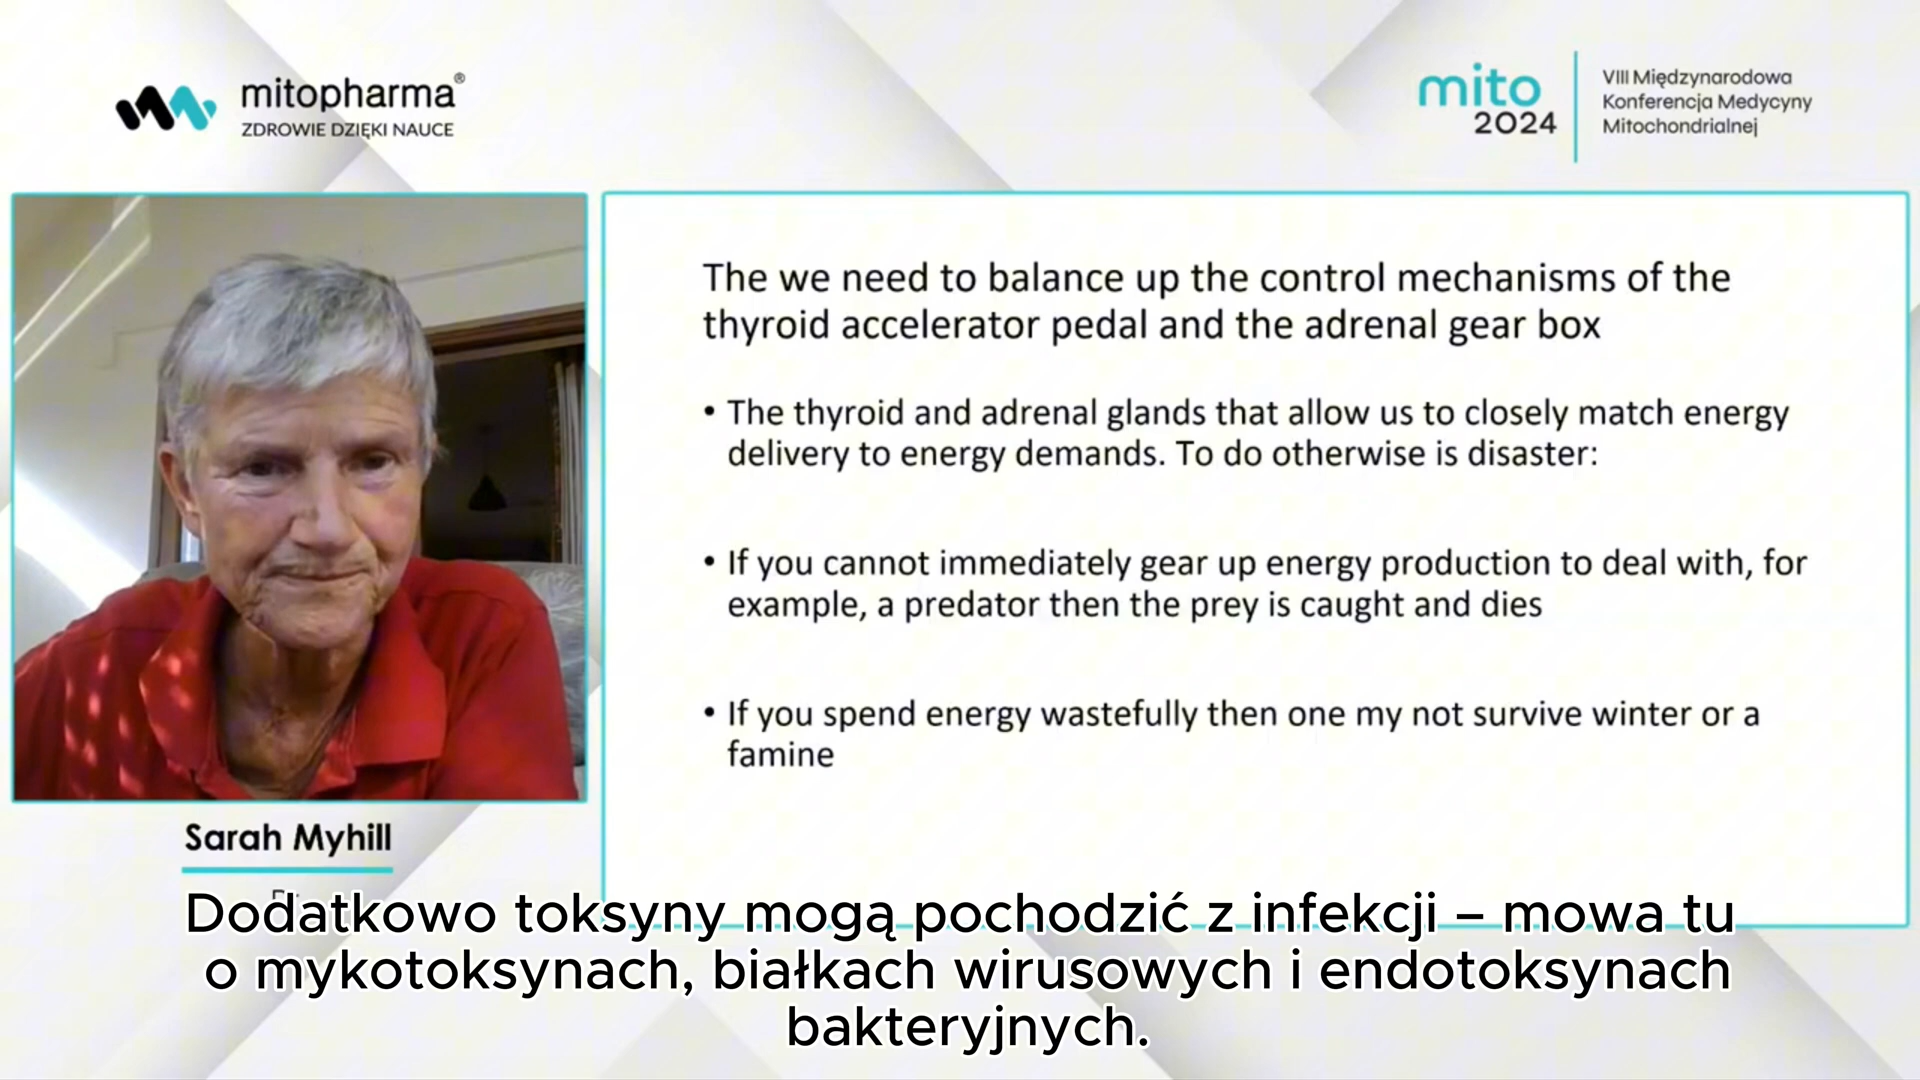 mitopharma®
ZDROWIE DZIĘKI NAUCE
mito
2024
VIII Międzynarodowa
Konferencja Medycyny
Mitochondrialnej
The we need to balance up the control mechanisms of the
thyroid accelerator pedal and the adrenal gear box
• The thyroid and adrenal glands that allow us to closely match energy
delivery to energy demands. To do otherwise is disaster:
• If you cannot immediately gear up energy production to deal with, for
example, a predator then the prey is caught and dies
• If you spend energy wastefully then one my not survive winter or a
famine
Sarah Myhill
Dodatkowo toksyny mogą pochodzić z infekcji – mowa tu
o mykotoksynach, białkach wirusowych i endotoksynach
bakteryjnych.